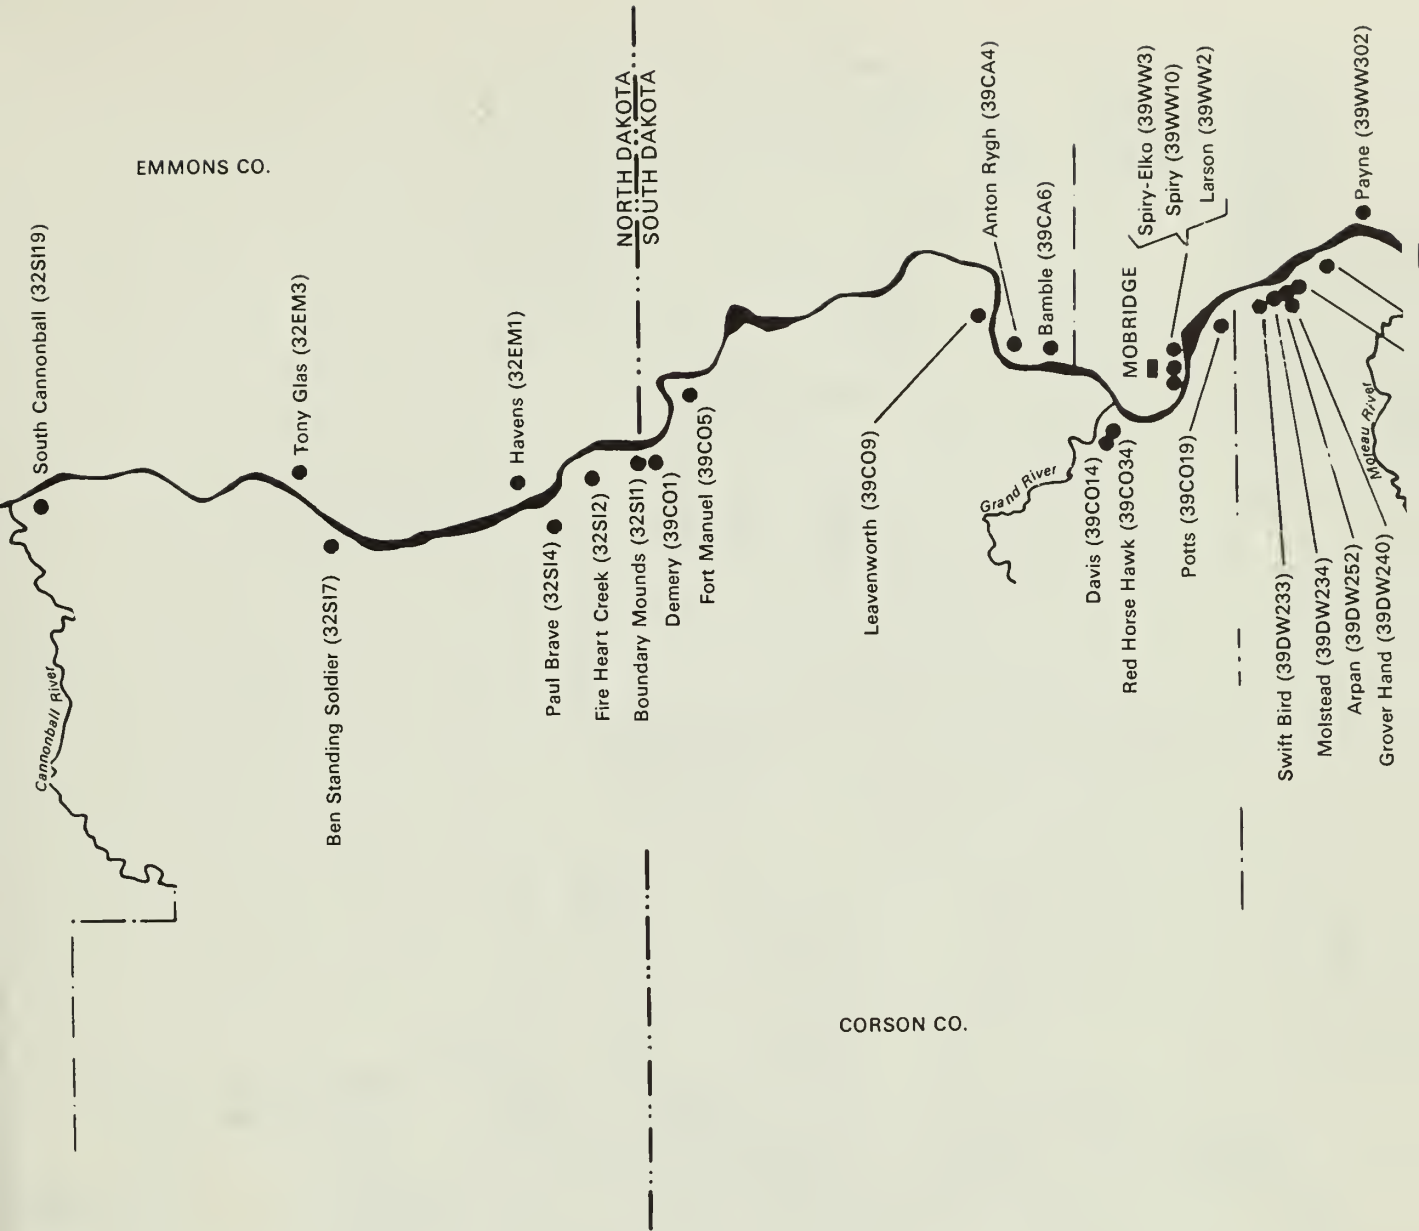 EMMONS CO.
South Cannonball (32SI19)
Tony Glas (32EM3)
Havens (32EM1)
NORTH DAKOTA
SOUTH DAKOTA
Anton Rygh (39CA4)
Bamble (39CA6)
MOBRIDGE
Spiry-Elko (39WW3)
Spiry (39WW10)
Larson (39WW2)
Payne (39WW302)
Cannonball River
Ben Standing Soldier (32SI7)
Paul Brave (32SI4)
Fire Heart Creek (32SI2)
Boundary Mounds (32SI1)
Demery (39CO1)
Fort Manuel (39CO5)
Leavenworth (39CO9)
Grand River
Davis (39CO14)
Red Horse Hawk (39CO34)
Potts (39CO19)
Moreau River
Swift Bird (39DW233)
Molstead (39DW234)
Arpan (39DW252)
Grover Hand (39DW240)
CORSON CO.